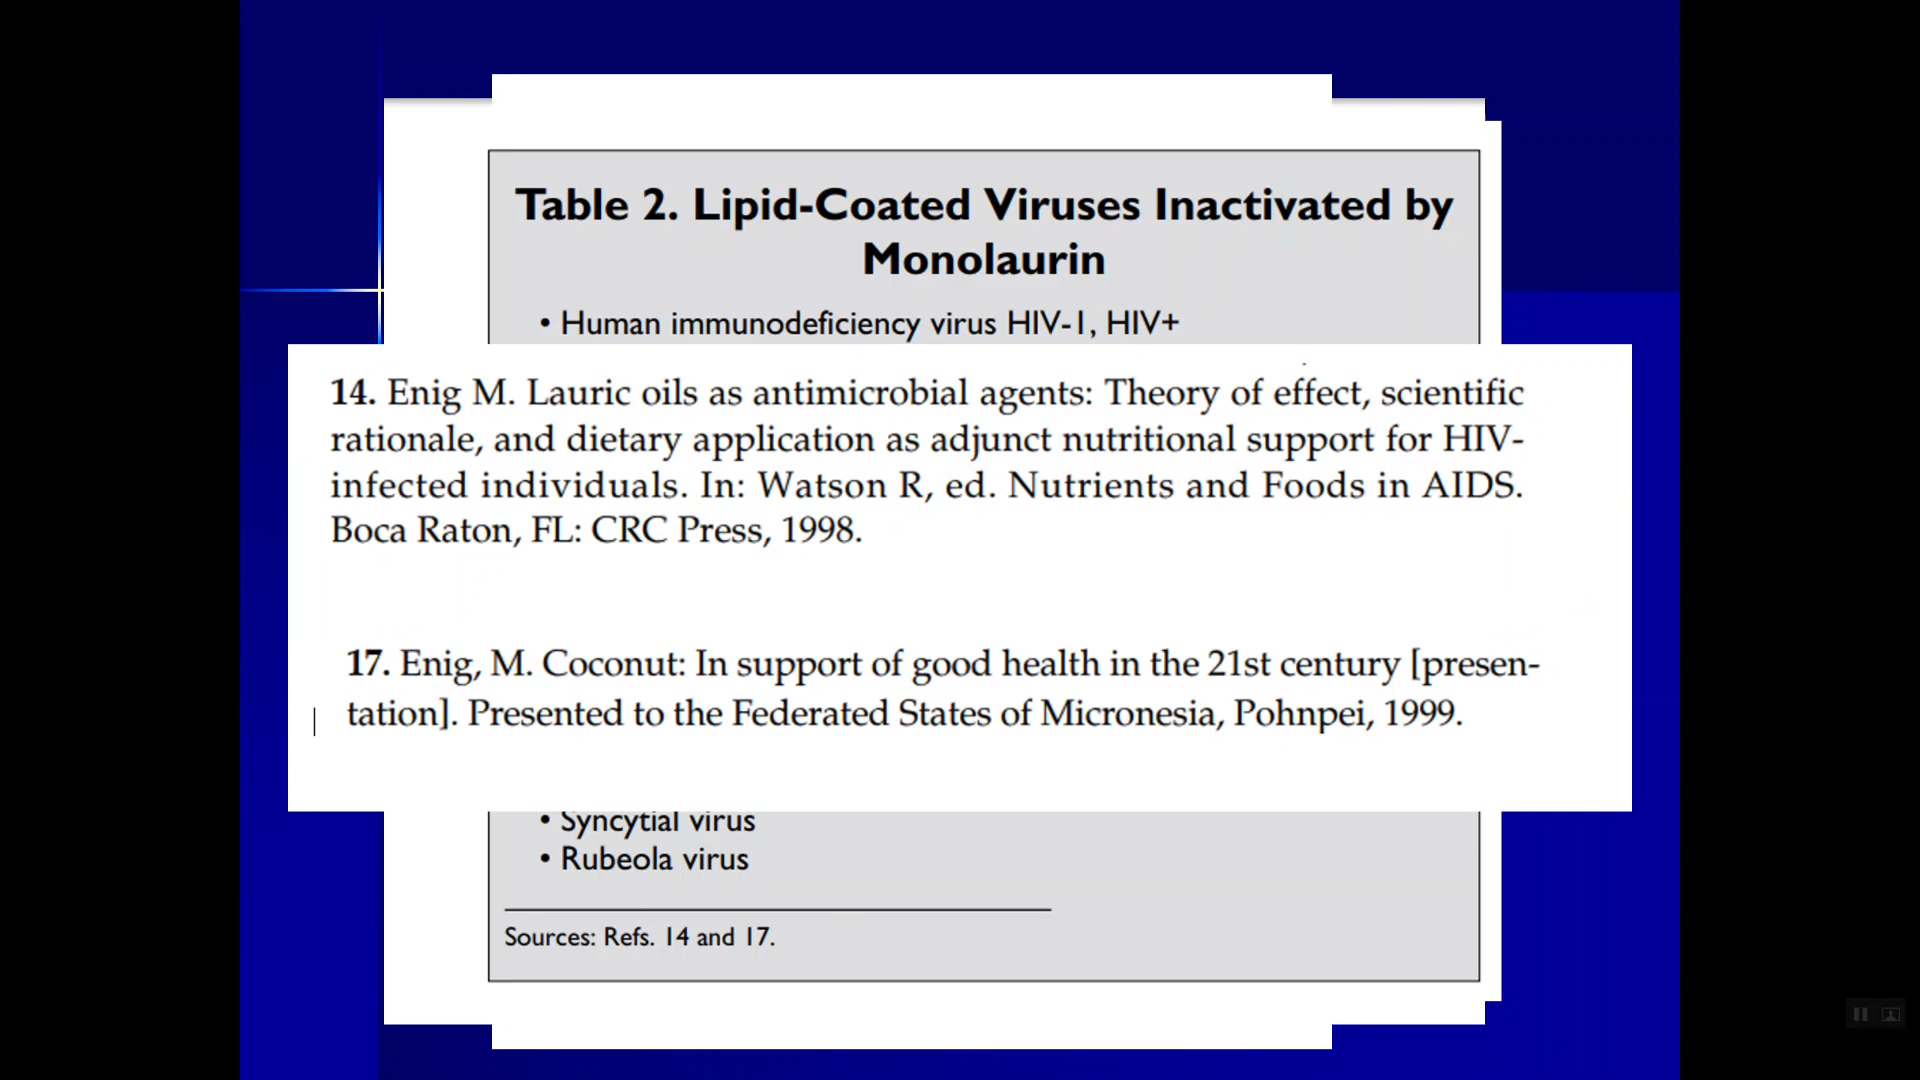 Table 2. Lipid-Coated Viruses Inactivated by
Monolaurin
• Human immunodeficiency virus HIV-1, HIV+
14. Enig M. Lauric oils as antimicrobial agents: Theory of effect, scientific
rationale, and dietary application as adjunct nutritional support for HIV-
infected individuals. In: Watson R, ed. Nutrients and Foods in AIDS.
Boca Raton, FL: CRC Press, 1998.
17. Enig, M. Coconut: In support of good health in the 21st century [presen-
tation]. Presented to the Federated States of Micronesia, Pohnpei, 1999.
• Syncytial virus
• Rubeola virus
Sources: Refs. 14 and 17.